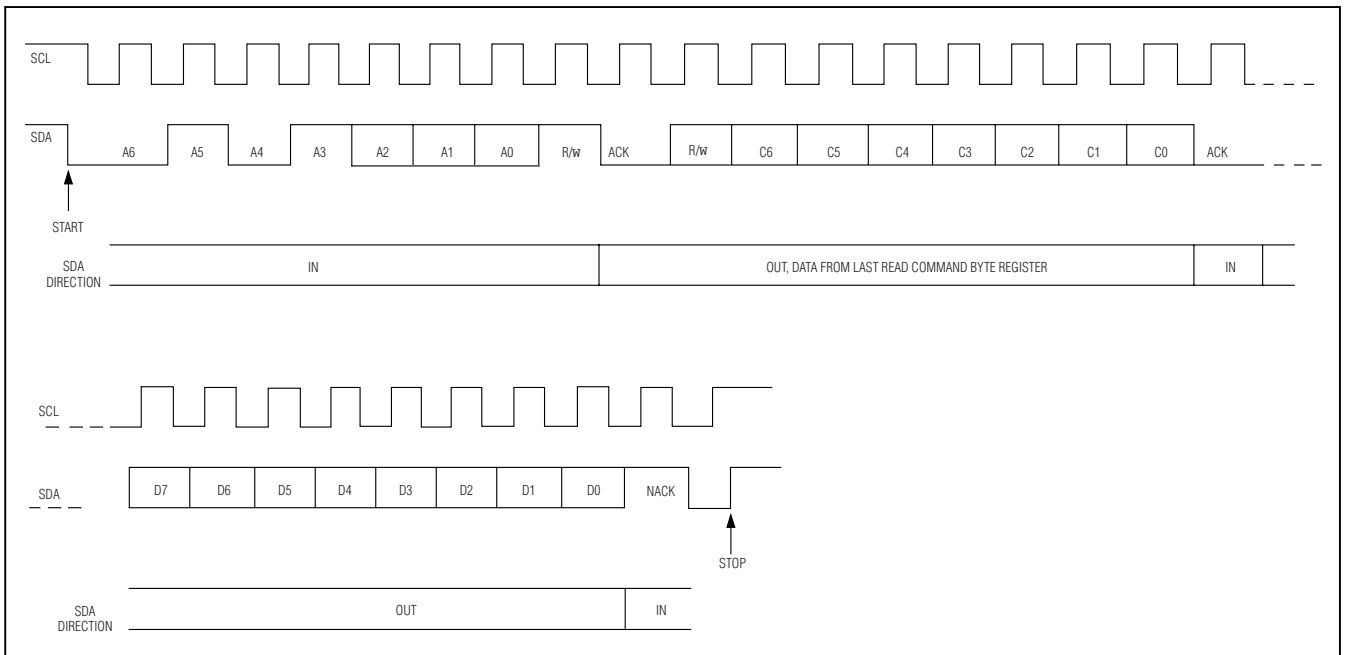 SCL
SDA
A6 A5 A4 A3 A2 A1 A0 R/W ACK R/W C6 C5 C4 C3 C2 C1 C0 ACK
START
SDA DIRECTION
IN
OUT, DATA FROM LAST READ COMMAND BYTE REGISTER
IN
SCL
SDA
D7 D6 D5 D4 D3 D2 D1 D0 NACK
STOP
SDA DIRECTION
OUT
IN